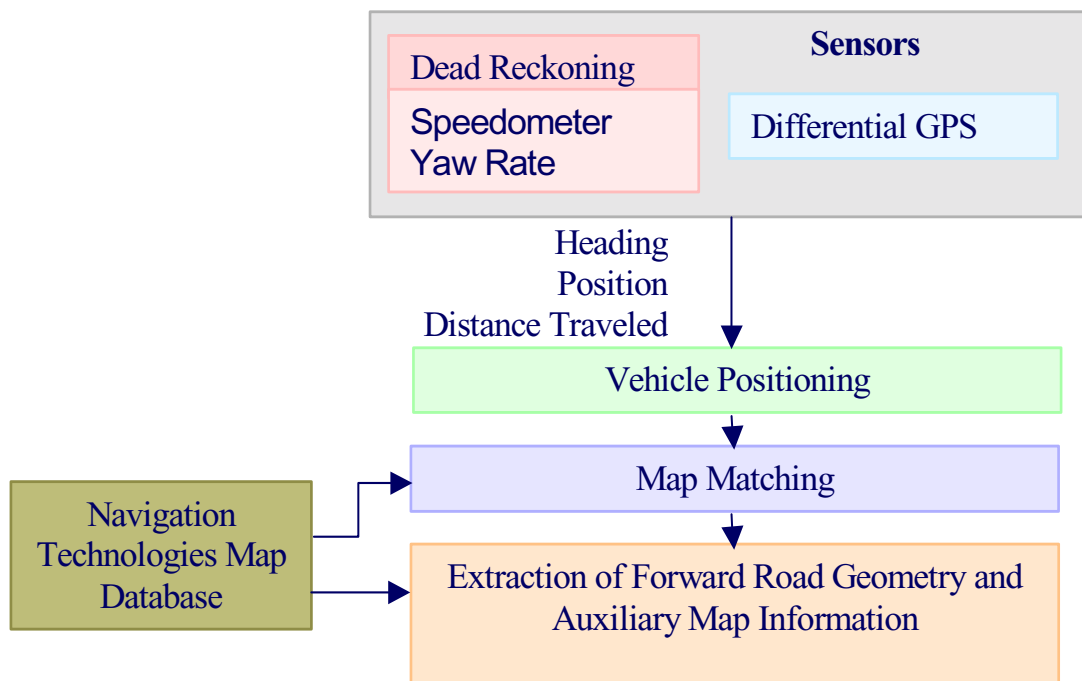 Sensors
Dead Reckoning
Speedometer
Yaw Rate
Differential GPS
Heading
Position
Distance Traveled
Vehicle Positioning
Map Matching
Navigation
Technologies Map
Database
Extraction of Forward Road Geometry and
Auxiliary Map Information